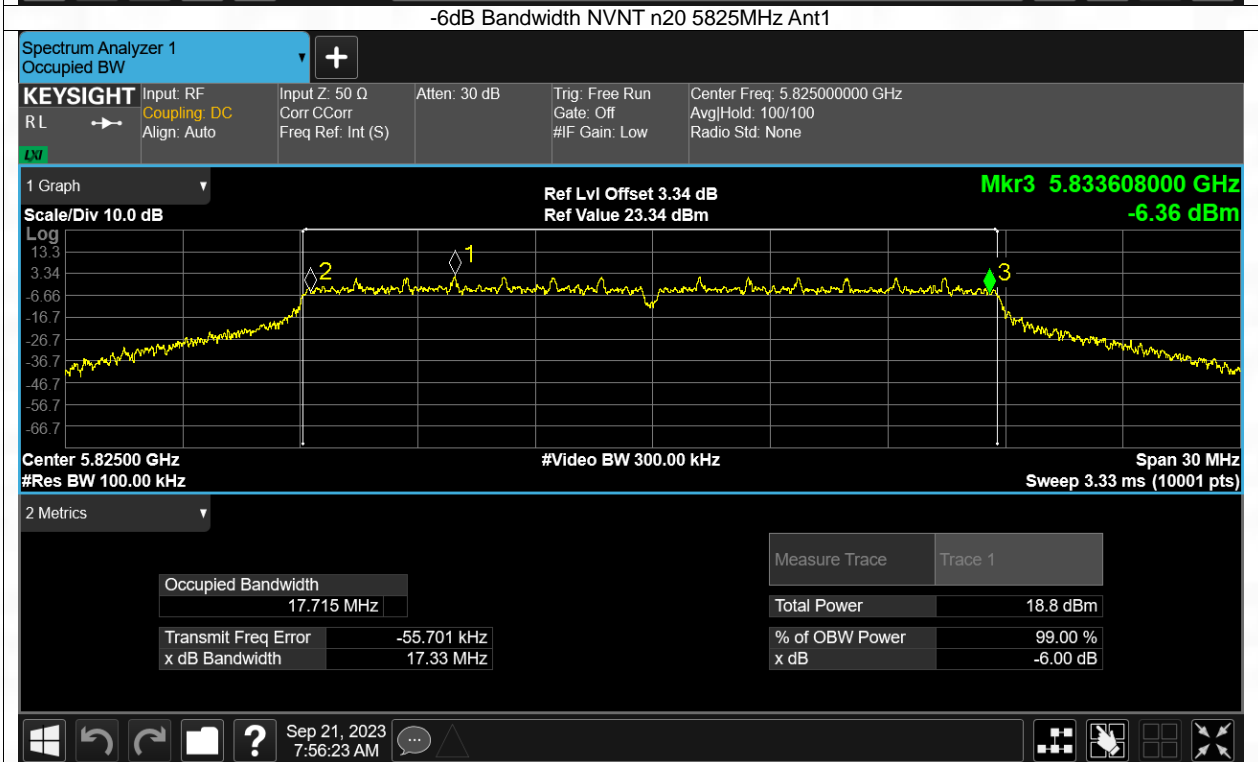 -6dB Bandwidth NVNT n20 5825MHz Ant1
Spectrum Analyzer 1
Occupied BW
▼
+
KEYSIGHT
RL
LXI
Input: RF
Coupling: DC
Align: Auto
Input Z: 50 Ω
Corr CCorr
Freq Ref: Int (S)
Atten: 30 dB
Trig: Free Run
Gate: Off
#IF Gain: Low
Center Freq: 5.825000000 GHz
Avg|Hold: 100/100
Radio Std: None
1 Graph ▼
Scale/Div 10.0 dB
Ref Lvl Offset 3.34 dB
Ref Value 23.34 dBm
Mkr3 5.833608000 GHz
-6.36 dBm
Log
13.3
3.34
-6.66
-16.7
-26.7
-36.7
-46.7
-56.7
-66.7
2
1
3
Center 5.82500 GHz
#Res BW 100.00 kHz
#Video BW 300.00 kHz
Span 30 MHz
Sweep 3.33 ms (10001 pts)
2 Metrics ▼
Measure Trace Trace 1
Occupied Bandwidth
17.715 MHz
Total Power 18.8 dBm
Transmit Freq Error -55.701 kHz
% of OBW Power 99.00 %
x dB Bandwidth 17.33 MHz
x dB -6.00 dB
?
Sep 21, 2023
7:56:23 AM